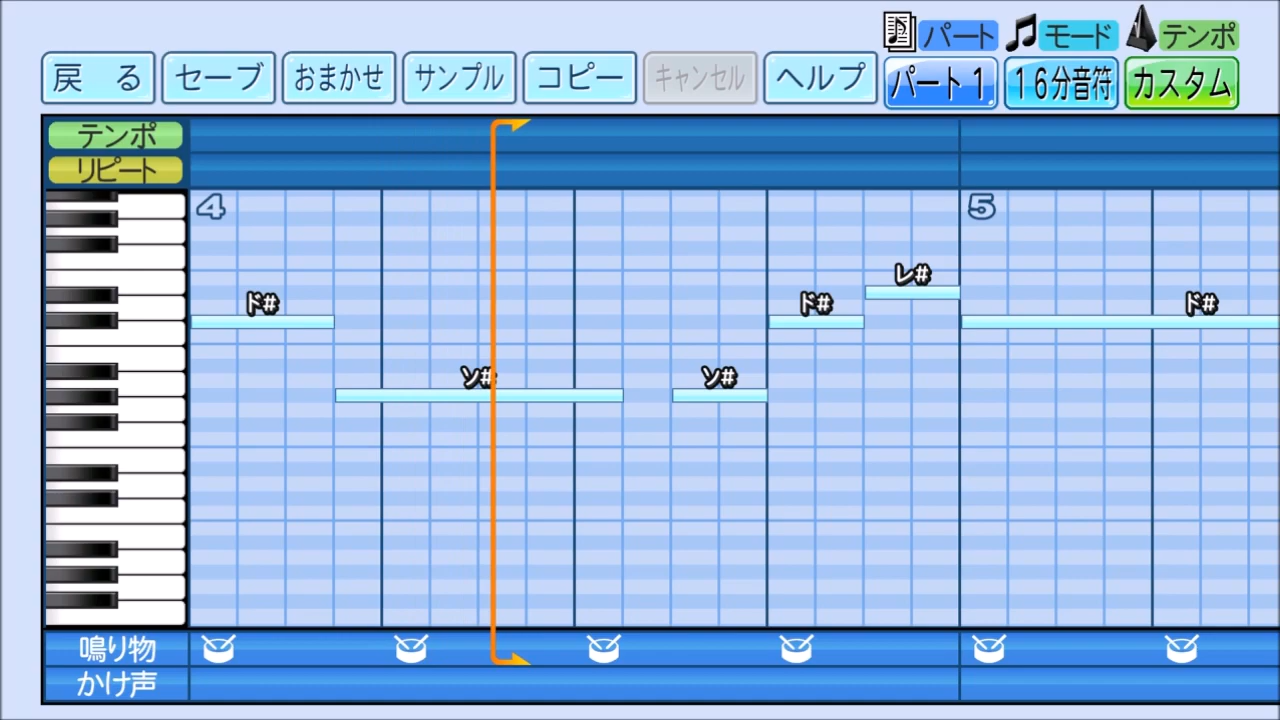 パート モード テンポ
戻る セーブ おまかせ サンプル コピー キャンセル ヘルプ パート1 16分音符 カスタム
テンポ
リピート
4 5
レ#
ド# ド# ド#
ソ# ソ#
鳴り物
かけ声